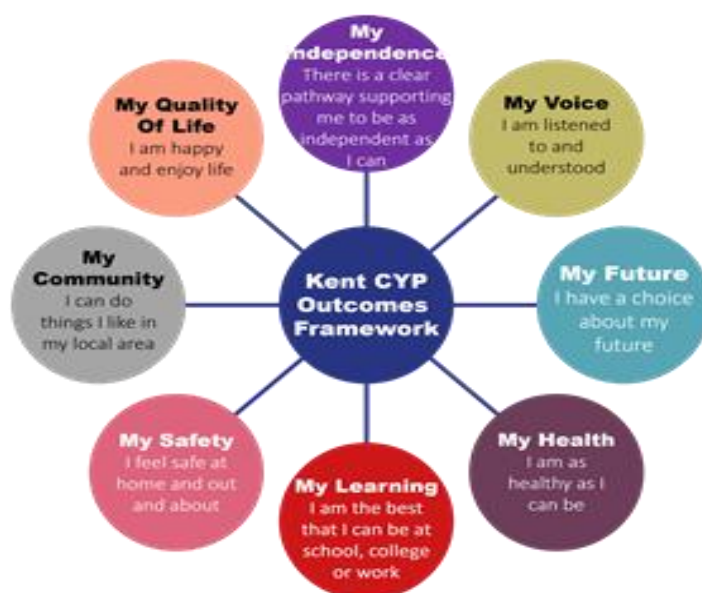 My
Independence
There is a clear
pathway supporting
me to be as
independent as
I can
My Voice
I am listened
to and
understood
My Future
I have a choice
about my
future
My Health
I am as
healthy as I
can be
My Learning
I am the best
that I can be at
school, college
or work
My Safety
I feel safe at
home and out
and about
My
Community
I can do
things I like in
my local area
My Quality
Of Life
I am happy
and enjoy life
Kent CYP
Outcomes
Framework